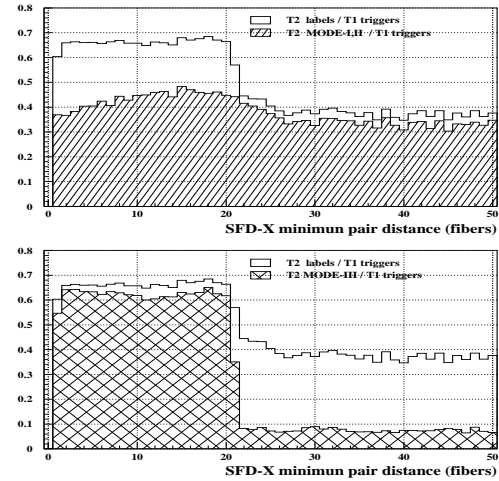 0.8
T2 labels / T1 triggers
T2 MODE-I,II / T1 triggers
0.7
0.6
0.5
0.4
0.3
0.2
0.1
0
0 10 20 30 40 50
SFD-X minimun pair distance (fibers)
0.8
T2 labels / T1 triggers
T2 MODE-III / T1 triggers
0.7
0.6
0.5
0.4
0.3
0.2
0.1
0
0 10 20 30 40 50
SFD-X minimun pair distance (fibers)